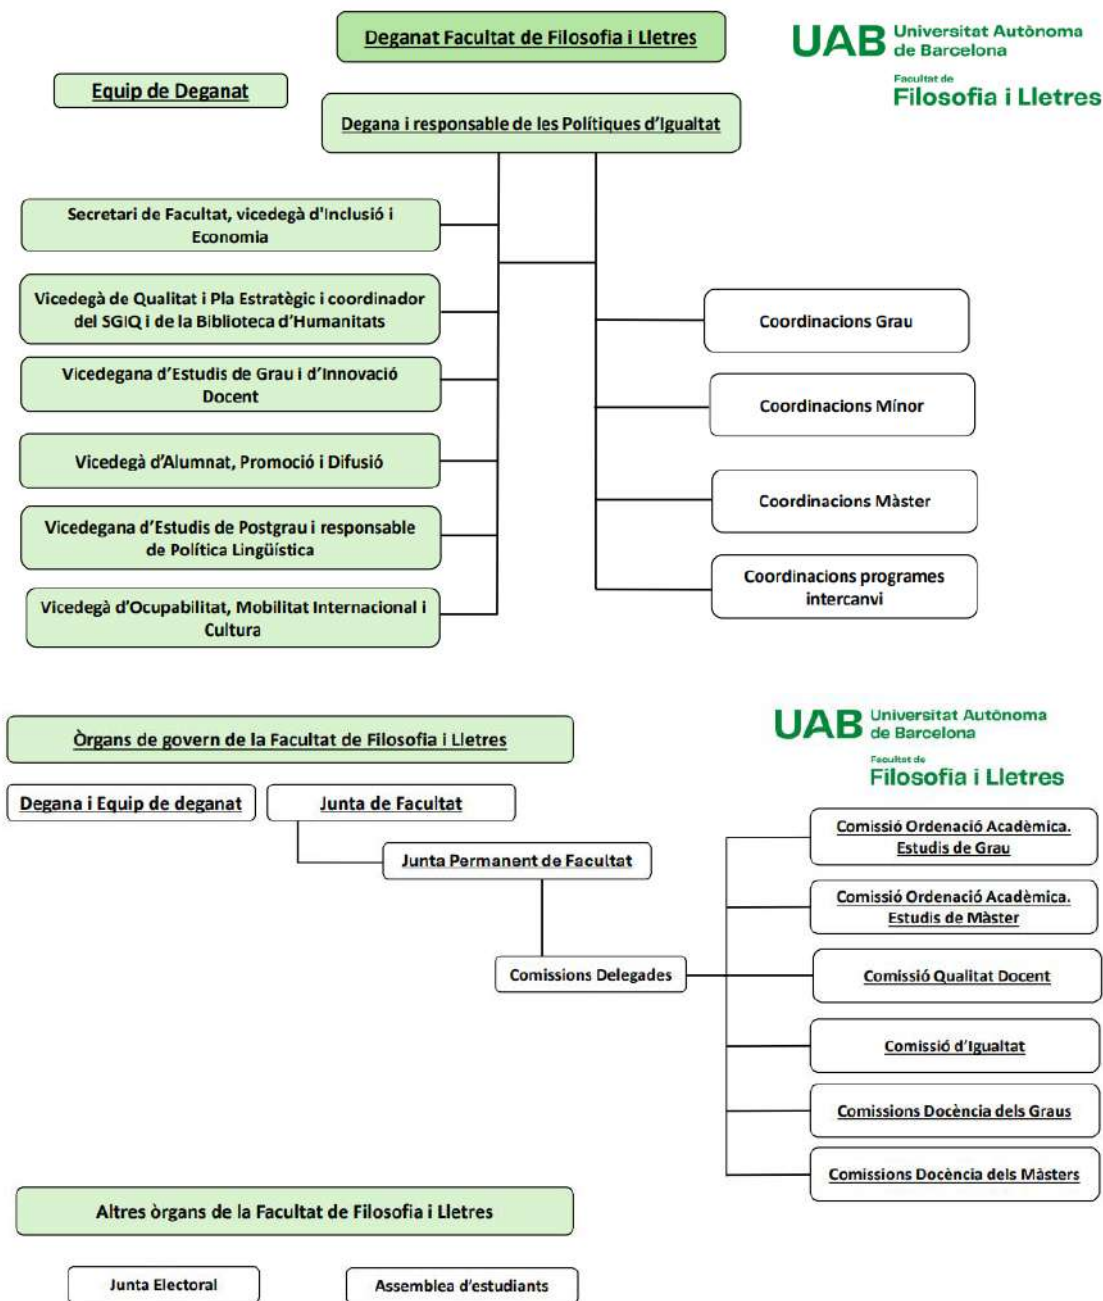 Deganat Facultat de Filosofia i Lletres
UAB Universitat Autònoma
de Barcelona
Facultat de
Filosofia i Lletres
Equip de Deganat
Degana i responsable de les Polítiques d'Igualtat
Secretari de Facultat, vicedegà d'Inclusió i
Economia
Vicedegà de Qualitat i Pla Estratègic i coordinador
del SGIQ i de la Biblioteca d'Humanitats
Vicedegana d'Estudis de Grau i d'Innovació
Docent
Vicedegà d'Alumnat, Promoció i Difusió
Vicedegana d'Estudis de Postgrau i responsable
de Política Lingüística
Vicedegà d'Ocupabilitat, Mobilitat Internacional i
Cultura
Coordinacions Grau
Coordinacions Mínor
Coordinacions Màster
Coordinacions programes
intercanvi
Òrgans de govern de la Facultat de Filosofia i Lletres
UAB Universitat Autònoma
de Barcelona
Facultat de
Filosofia i Lletres
Degana i Equip de deganat
Junta de Facultat
Junta Permanent de Facultat
Comissions Delegades
Comissió Ordenació Acadèmica.
Estudis de Grau
Comissió Ordenació Acadèmica.
Estudis de Màster
Comissió Qualitat Docent
Comissió d'Igualtat
Comissions Docència dels Graus
Comissions Docència dels Màsters
Altres òrgans de la Facultat de Filosofia i Lletres
Junta Electoral
Assemblea d'estudiants